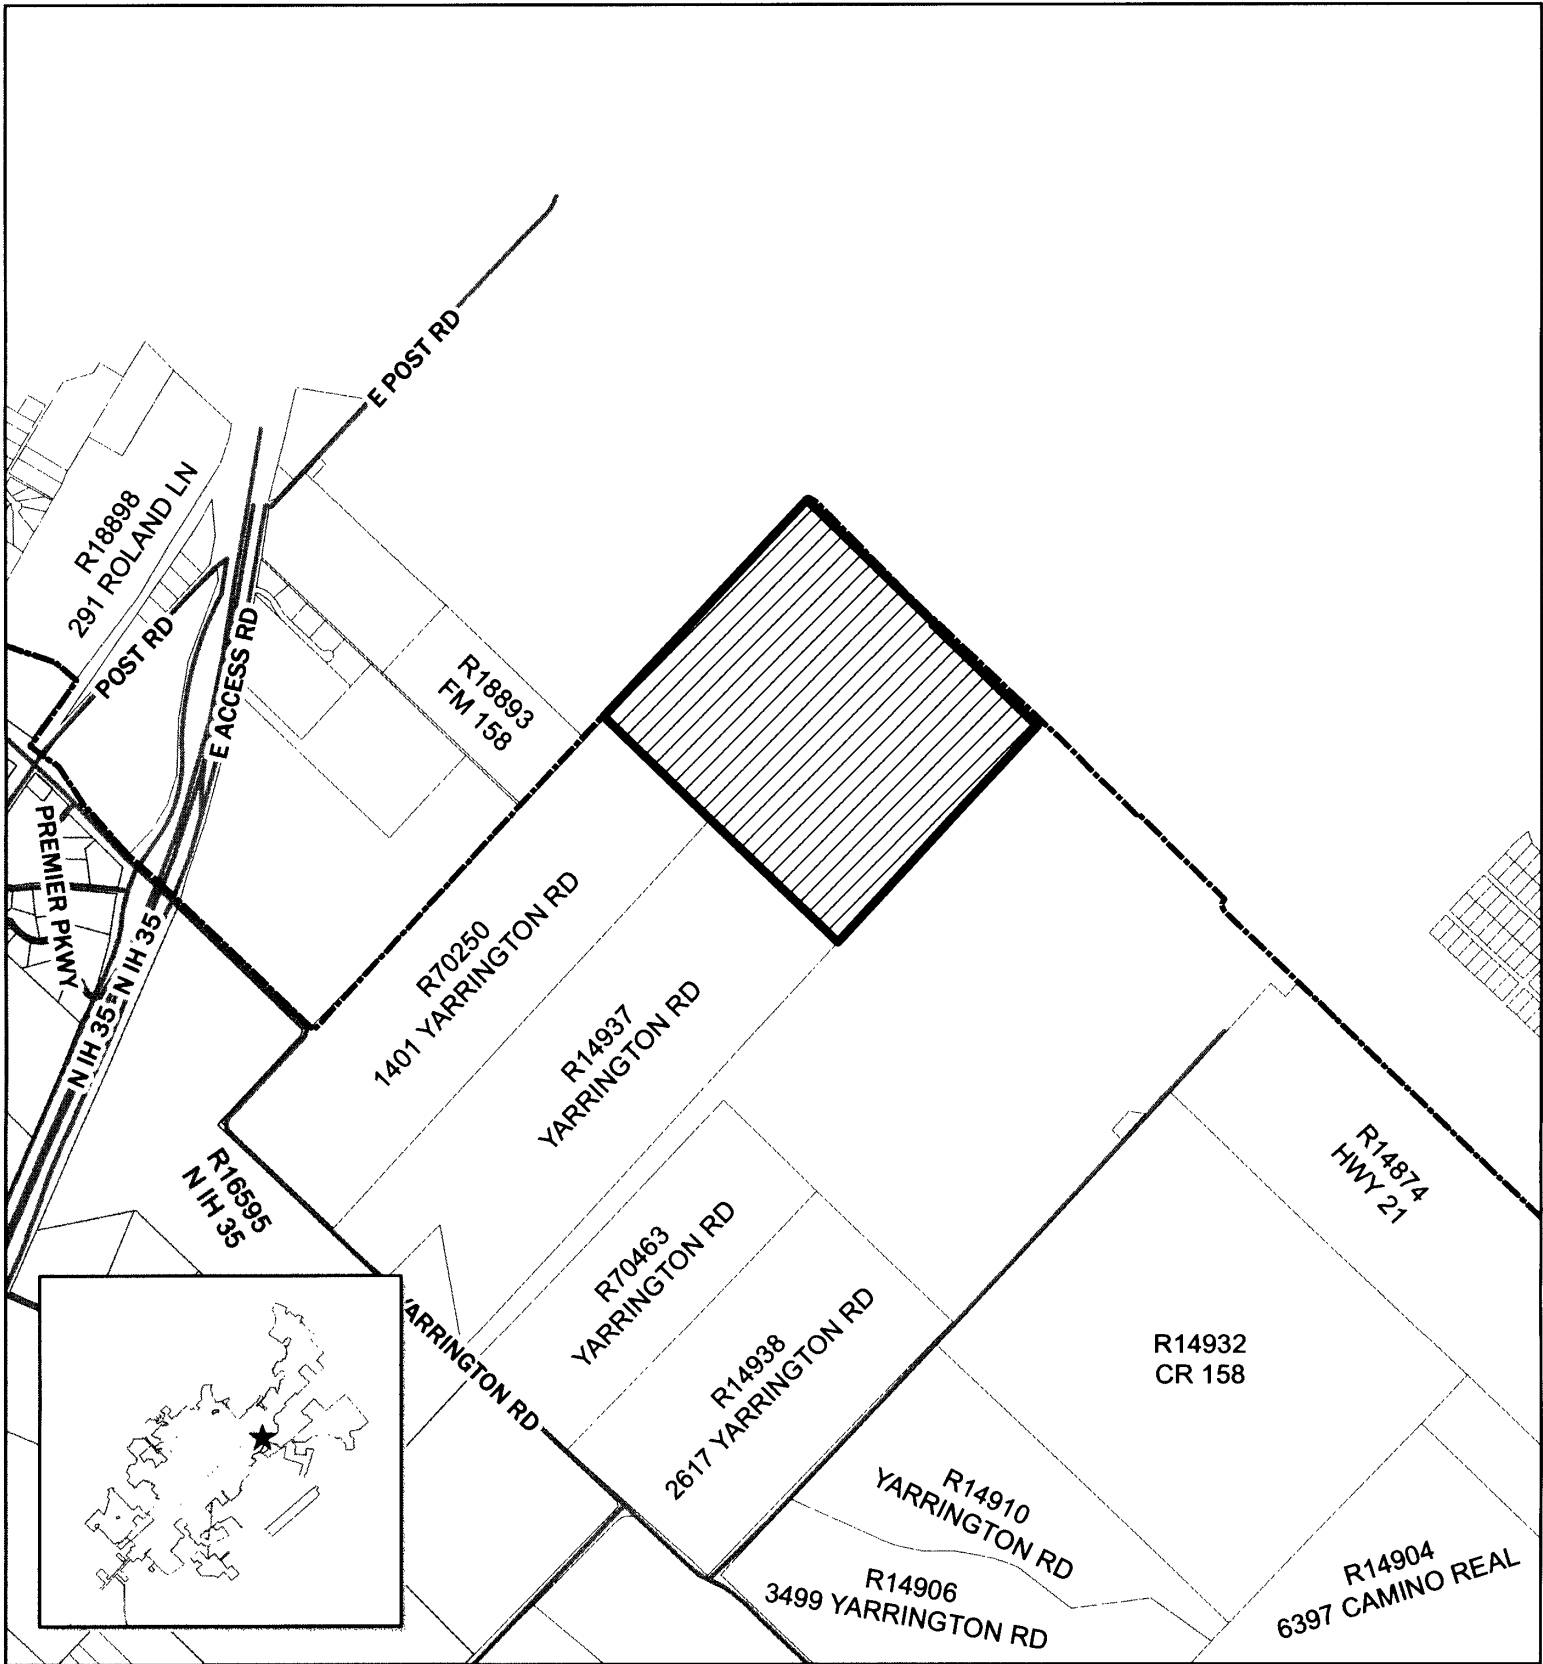 E POST RD
R18898
291 ROLAND LN
POST RD
E ACCESS RD
R18893
FM 158
PREMIER PKWY
N IH 35
N IH 35
R70250
1401 YARRINGTON RD
R14937
YARRINGTON RD
R16595
N IH 35
R14874
HWY 21
R70463
YARRINGTON RD
YARRINGTON RD
R14938
2617 YARRINGTON RD
R14932
CR 158
R14910
YARRINGTON RD
R14906
3499 YARRINGTON RD
R14904
6397 CAMINO REAL